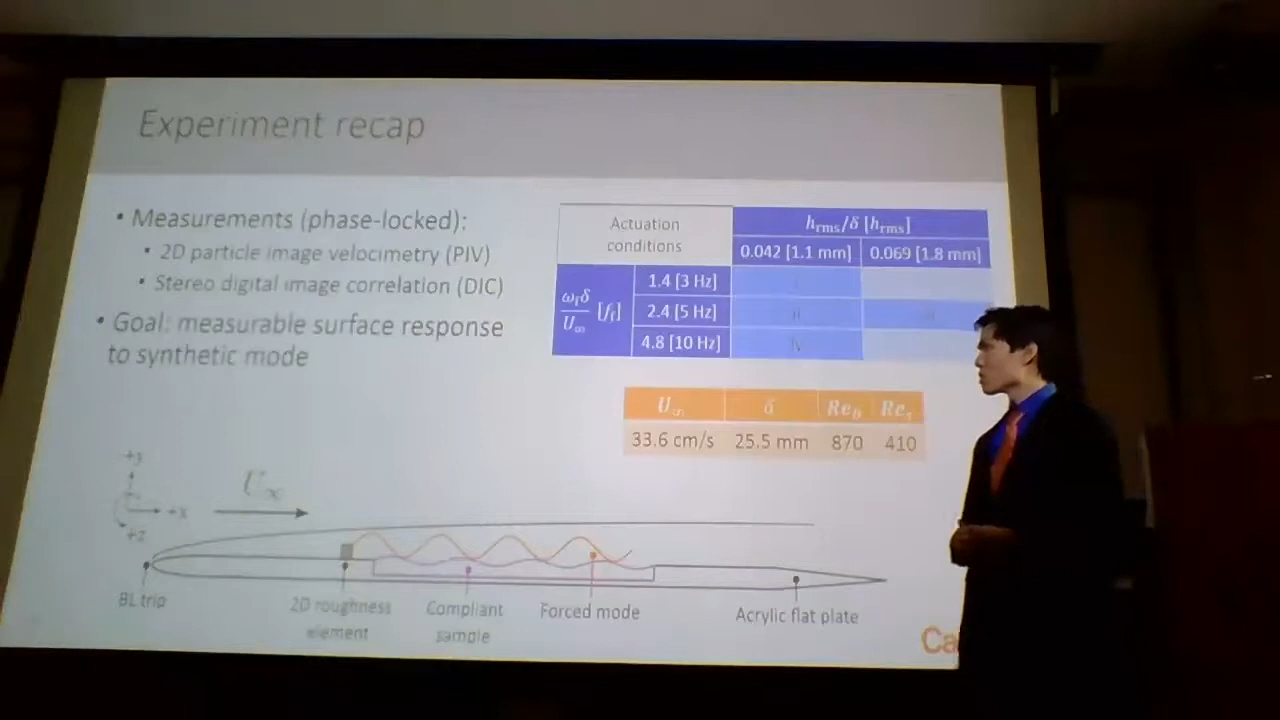 Experiment recap
• Measurements (phase-locked):
• 2D particle image velocimetry (PIV)
• Stereo digital image correlation (DIC)
• Goal: measurable surface response
to synthetic mode
Actuation
conditions
h_rms/δ [h_rms]
0.042 [1.1 mm] 0.069 [1.8 mm]
ω_f δ / U_∞ [f_f]
1.4 [3 Hz]
2.4 [5 Hz]
4.8 [10 Hz]
U_∞ δ Re_θ Re_τ
33.6 cm/s 25.5 mm 870 410
+y
+x
+z
U_∞
BL trip
2D roughness
element
Compliant
sample
Forced mode
Acrylic flat plate
Ca